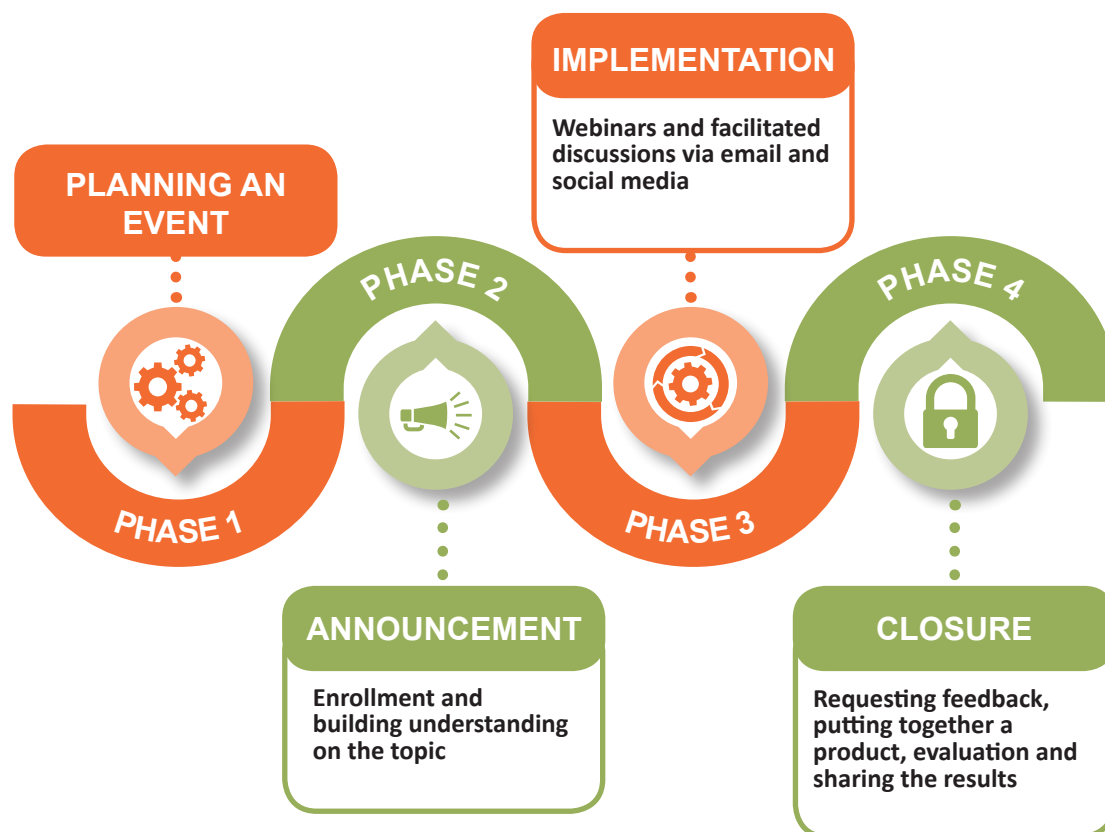 PLANNING AN
EVENT
PHASE 1
PHASE 2
ANNOUNCEMENT
Enrollment and
building understanding
on the topic
IMPLEMENTATION
Webinars and facilitated
discussions via email and
social media
PHASE 3
PHASE 4
CLOSURE
Requesting feedback,
putting together a
product, evaluation and
sharing the results